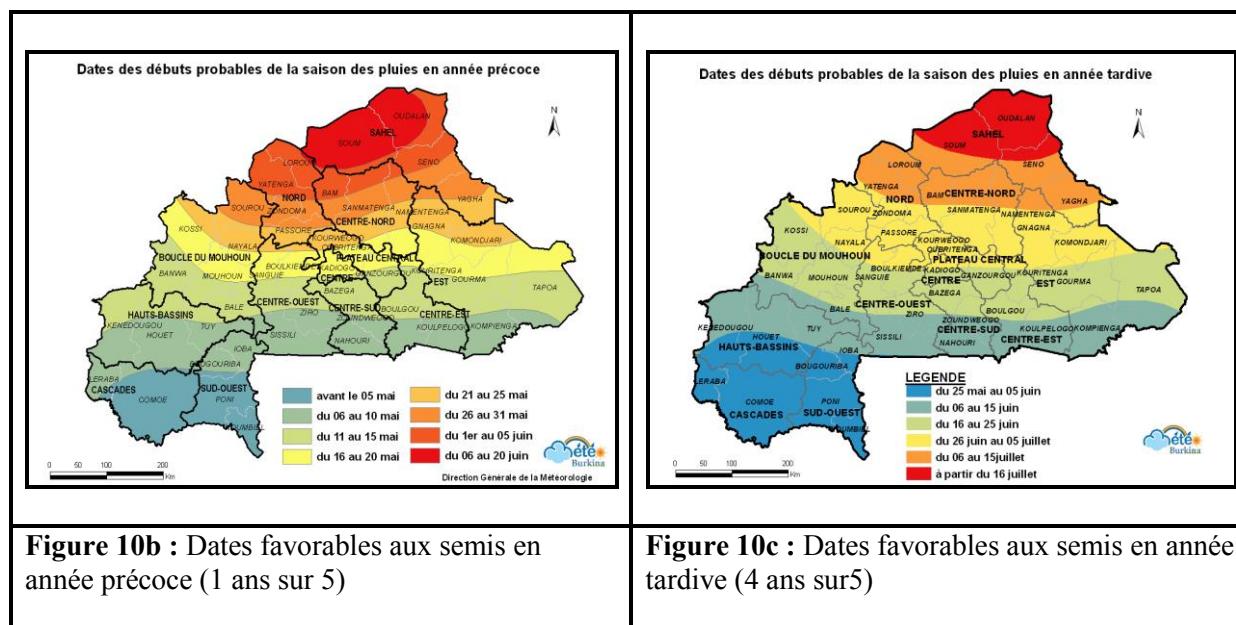 Dates des débuts probables de la saison des pluies en année précoce
N
OUDALAN
SAHEL
SOUM
LOROUM
SENO
YATENGA
BAM
NORD
YAGHA
SOUROU
ZONDOMA
SANMATENGA
NAMENTENGA
CENTRE-NORD
PASSORE
GNAGNA
KOSSI
KOURWEOGO
OUBRITENGA
KOMONDJARI
NAYALA
BOUCLE DU MOUHOUN
PLATEAU CENTRAL
BOULKIEMDE
KADIOGO
BANWA
MOUHOUN
SANGUIE
CENTRE
KOURITENGA
EST
GOURMA
TAPOA
BAZEGA
BALE
CENTRE-OUEST
ZIRO
CENTRE-SUD
BOULGOU
CENTRE-EST
HAUTS-BASSINS
ZOUNDWEOGO
KOULPELOGO
KOMPIENGA
KENEDOUGOU
TUY
HOUET
SISSILI
NAHOURI
IOBA
BOUGOURIBA
LERABA
CASCADES
SUD-OUEST
COMOE
PONI
avant le 05 mai
du 06 au 10 mai
du 11 au 15 mai
du 16 au 20 mai
du 21 au 25 mai
du 26 au 31 mai
du 1er au 05 juin
du 06 au 20 juin
0 50 100 200
Km
été
Burkina
Direction Générale de la Météorologie
Figure 10b : Dates favorables aux semis en
année précoce (1 ans sur 5)
Dates des débuts probables de la saison des pluies en année tardive
N
OUDALAN
SAHEL
SOUM
LOROUM
SENO
YATENGA
BAM
CENTRE-NORD
NORD
YAGHA
SOUROU
ZONDOMA
SANMATENGA
NAMENTENGA
PASSORE
GNAGNA
KOSSI
KOURWEOGO
OUBRITENGA
KOMONDJARI
NAYALA
BOUCLE DU MOUHOUN
PLATEAU CENTRAL
BOULKIEMDE
KADIOGO
BANWA
MOUHOUN
SANGUIE
CENTRE
GANZOURGOU
KOURITENGA
EST
GOURMA
TAPOA
BAZEGA
BALE
CENTRE-OUEST
ZIRO
BOULGOU
ZOUNDWEOGO
CENTRE-SUD
KOULPELOGO
KOMPIENGA
KENEDOUGOU
TUY
HOUET
HAUTS-BASSINS
SISSILI
NAHOURI
CENTRE-EST
IOBA
BOUGOURIBA
LERABA
COMOE
PONI
CASCADES
SUD-OUEST
LEGENDE
du 25 mai au 05 juin
du 06 au 15 juin
du 16 au 25 juin
du 26 juin au 05 juillet
du 06 au 15juillet
à partir du 16 juillet
0 50 100 200
Km
été
Burkina
Figure 10c : Dates favorables aux semis en année
tardive (4 ans sur5)